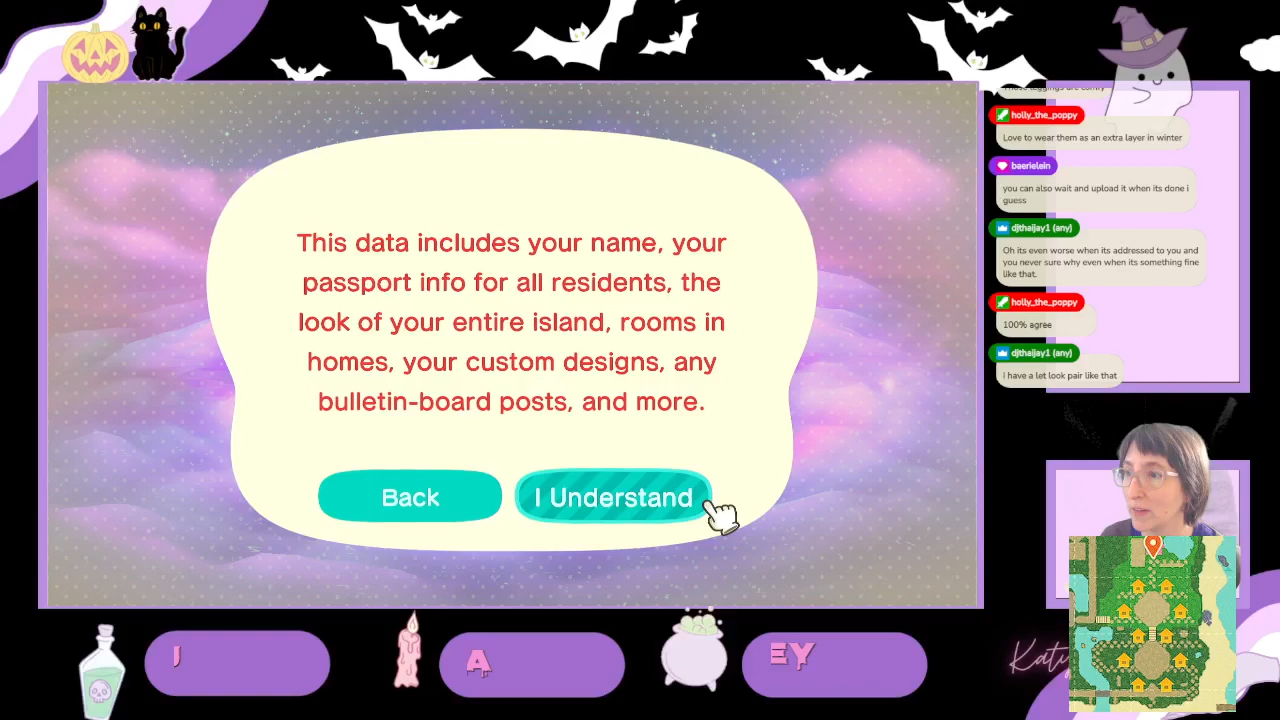 This data includes your name, your
passport info for all residents, the
look of your entire island, rooms in
homes, your custom designs, any
bulletin-board posts, and more.
Back
I Understand
holly_the_poppy
Love to wear them as an extra layer in winter
baerielein
you can also wait and upload it when its done i
guess
djthaijay1 (any)
Oh its even worse when its addressed to you and
you never sure why even when its something fine
like that.
holly_the_poppy
100% agree
djthaijay1 (any)
I have a let look pair like that
J
A
EY
Katy